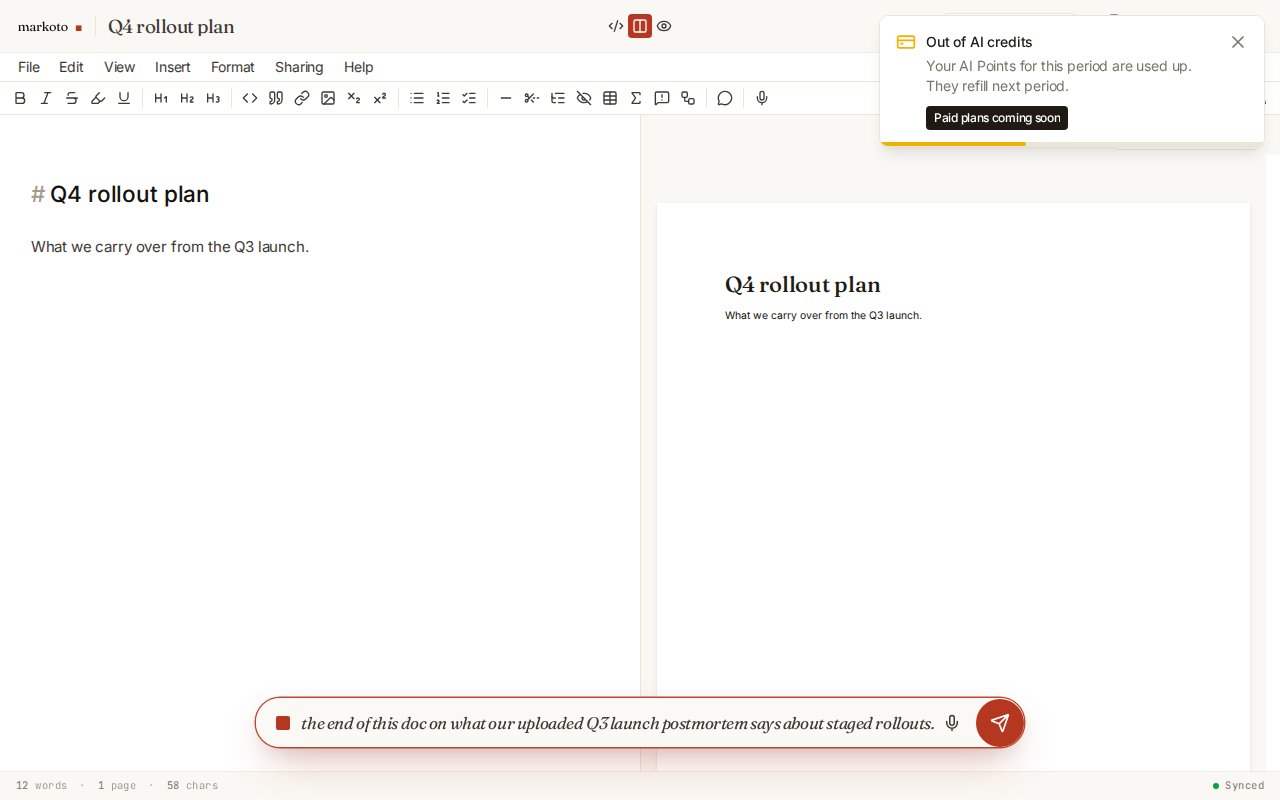 markoto
Q4 rollout plan
Out of AI credits
Your AI Points for this period are used up.
They refill next period.
Paid plans coming soon
File Edit View Insert Format Sharing Help
H1 H2 H3
# Q4 rollout plan
What we carry over from the Q3 launch.
Q4 rollout plan
What we carry over from the Q3 launch.
the end of this doc on what our uploaded Q3 launch postmortem says about staged rollouts.
12 words · 1 page · 58 chars
Synced